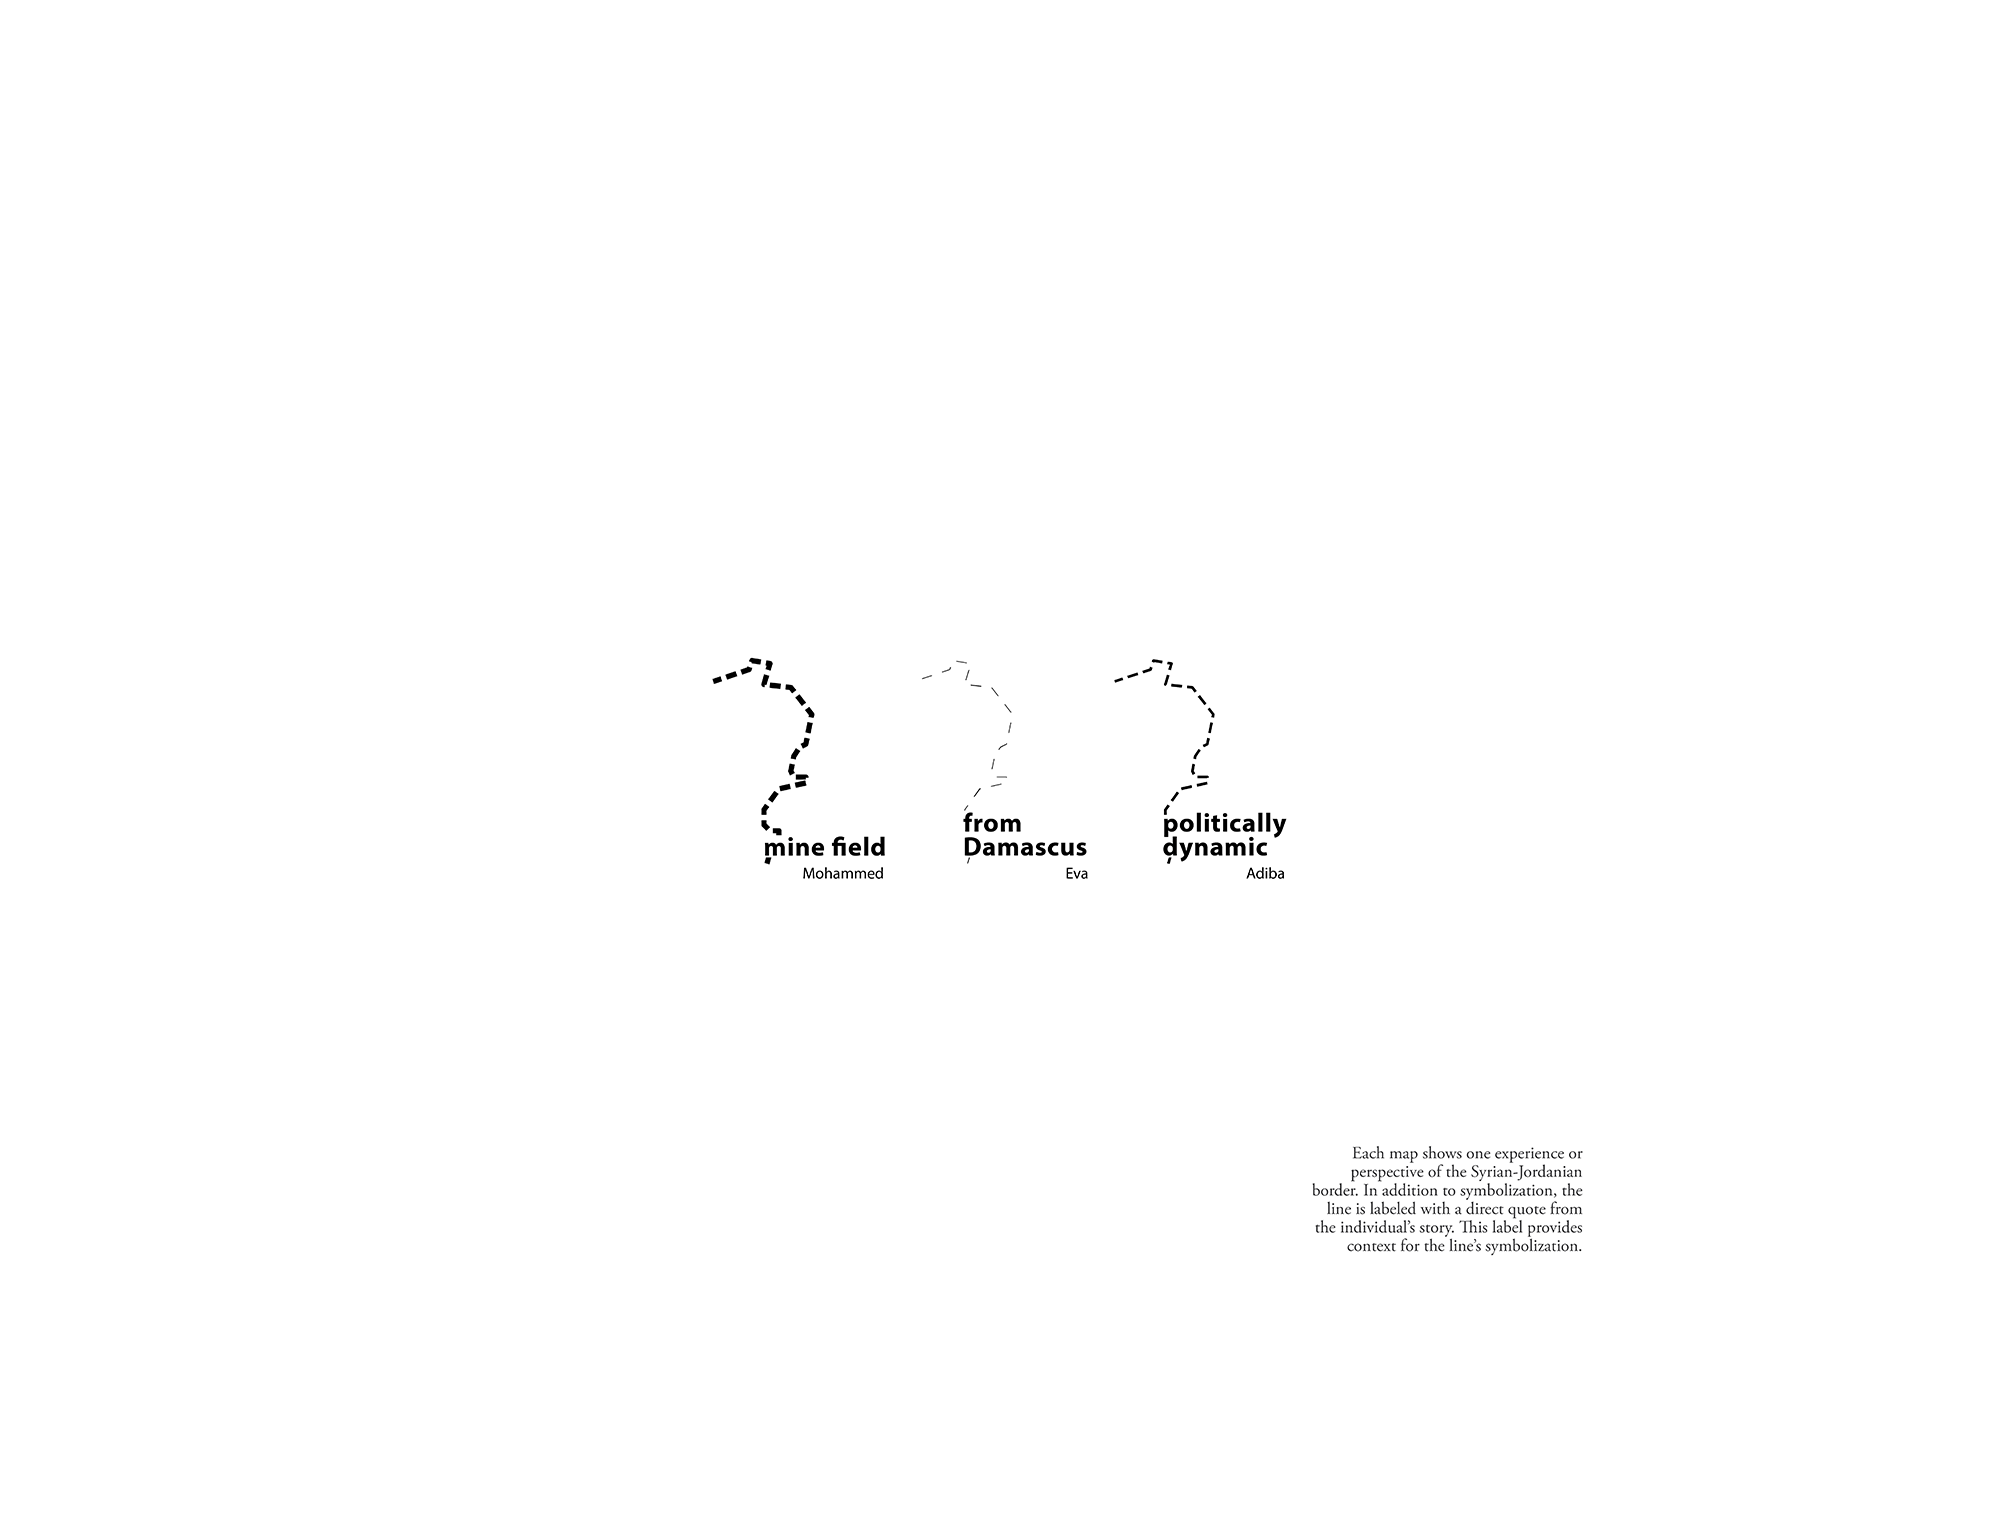 mine field
Mohammed
from
Damascus
Eva
politically
dynamic
Adiba
Each map shows one experience or
perspective of the Syrian-Jordanian
border. In addition to symbolization, the
line is labeled with a direct quote from
the individual’s story. This label provides
context for the line’s symbolization.